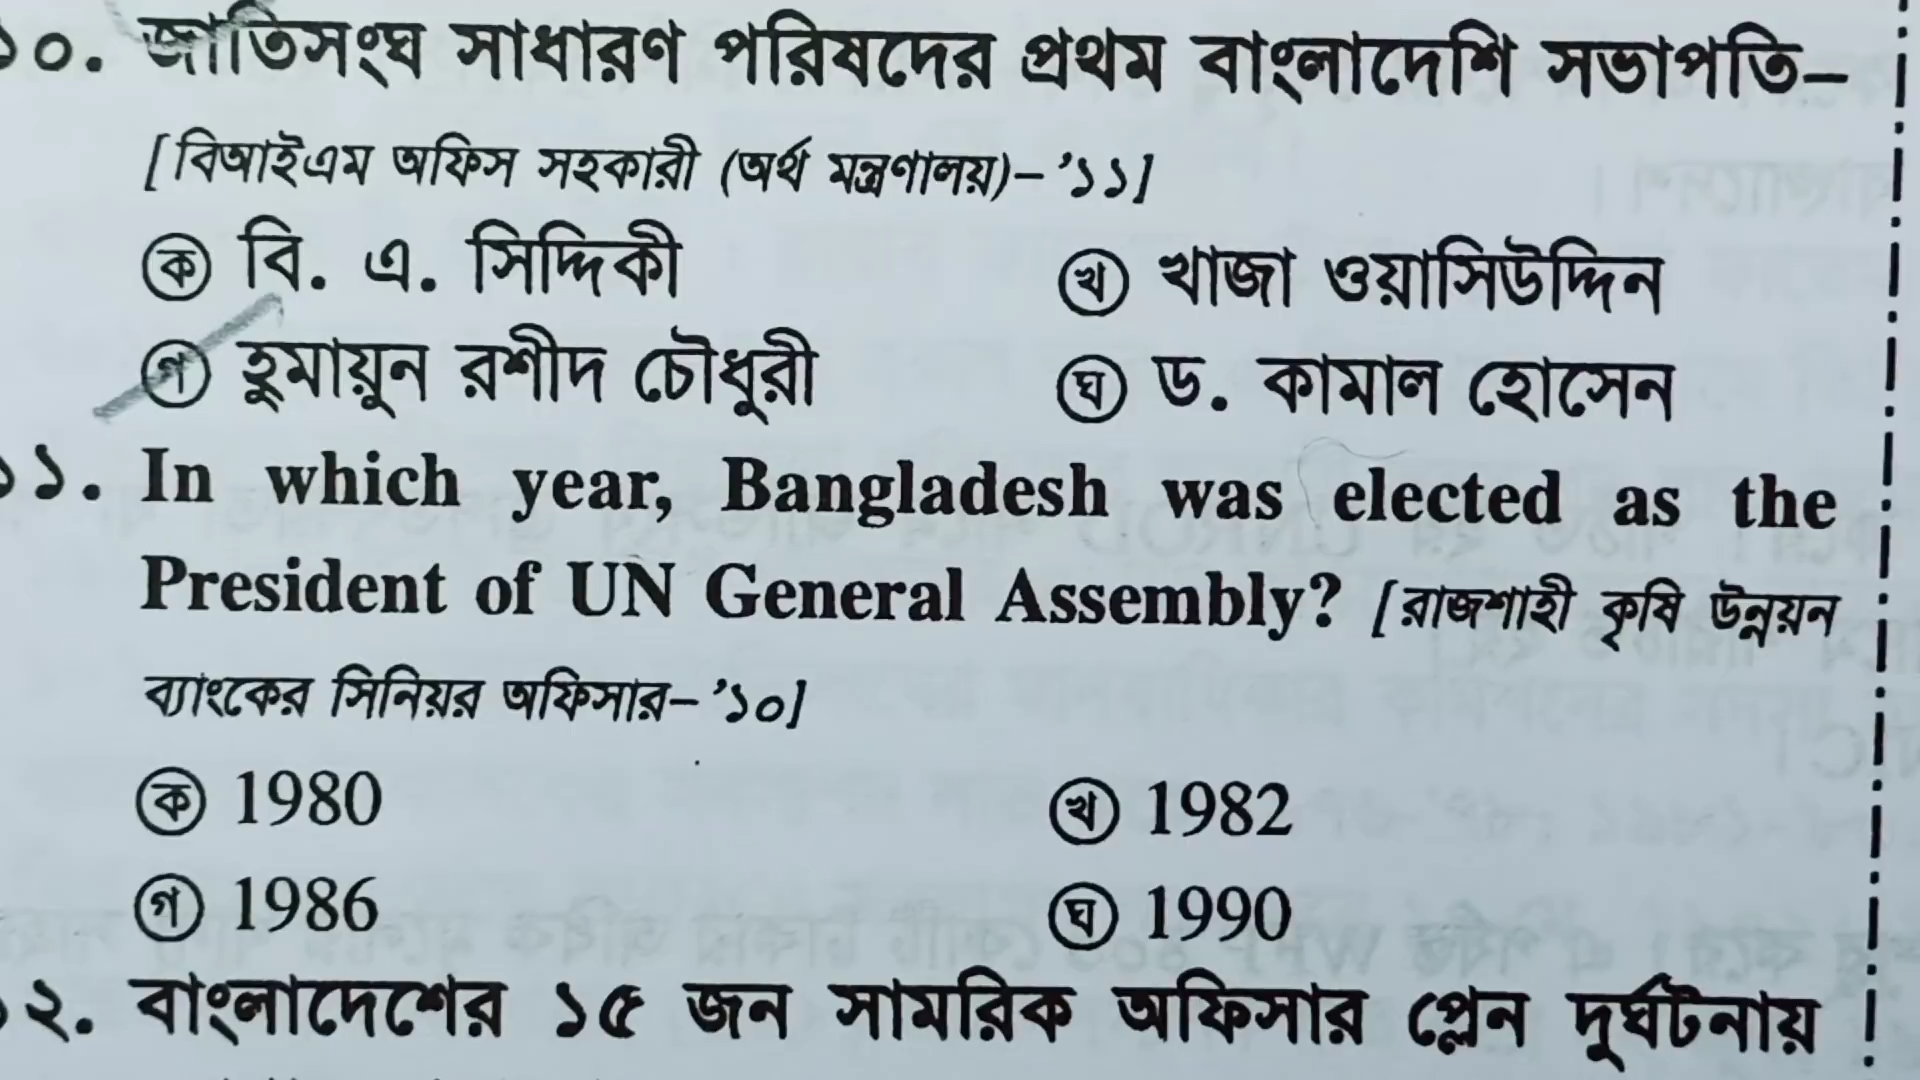 ১০. জাতিসংঘ সাধারণ পরিষদের প্রথম বাংলাদেশি সভাপতি–
[বিআইএম অফিস সহকারী (অর্থ মন্ত্রণালয়)–’১১]
ক বি. এ. সিদ্দিকী খ খাজা ওয়াসিউদ্দিন
গ হুমায়ুন রশীদ চৌধুরী ঘ ড. কামাল হোসেন
১১. In which year, Bangladesh was elected as the
President of UN General Assembly? [রাজশাহী কৃষি উন্নয়ন
ব্যাংকের সিনিয়র অফিসার–’১০]
ক 1980 খ 1982
গ 1986 ঘ 1990
১২. বাংলাদেশের ১৫ জন সামরিক অফিসার প্লেন দুর্ঘটনায়